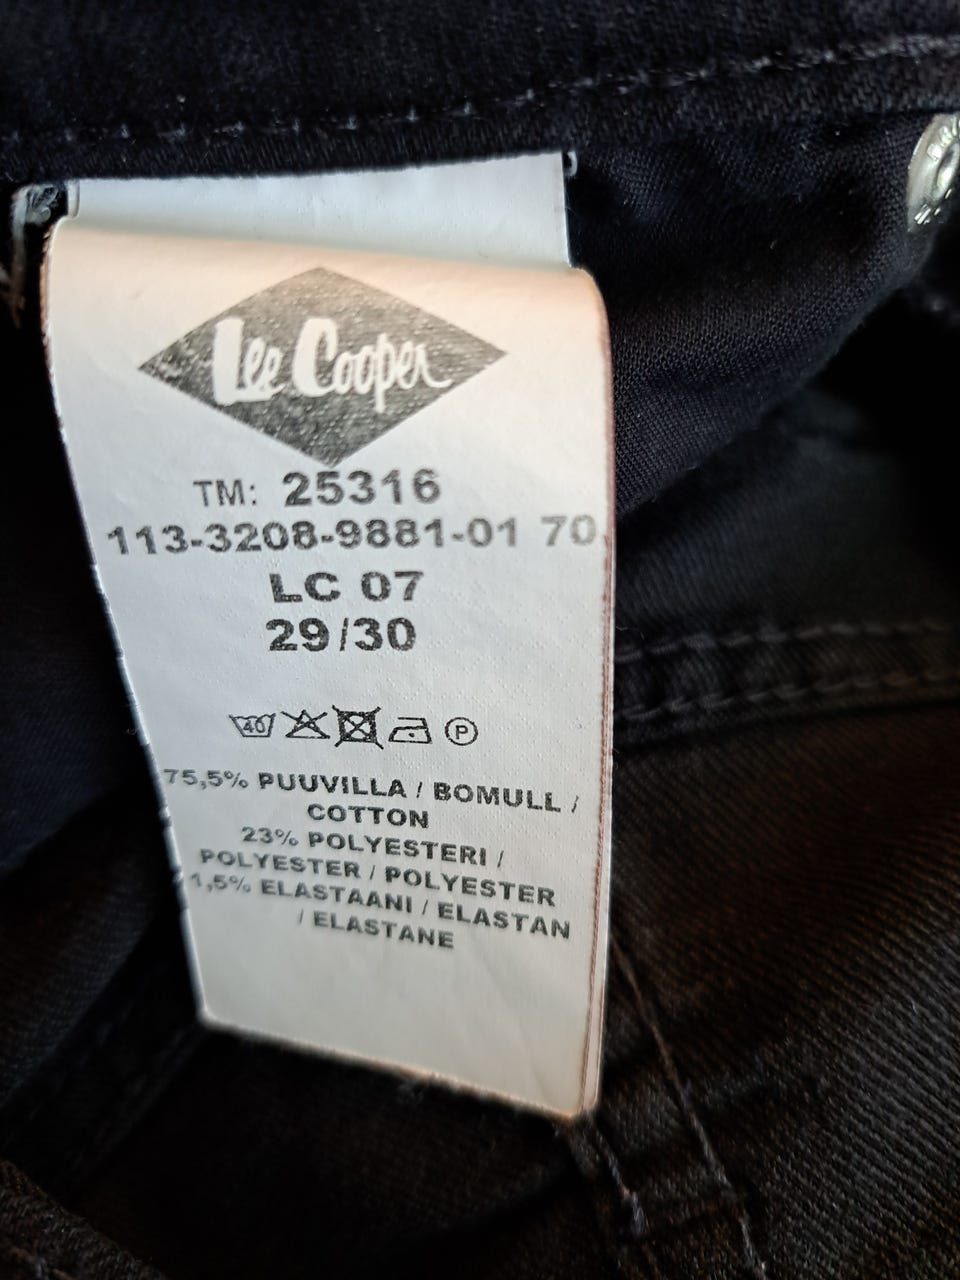 Lee Cooper
TM: 25316
113-3208-9881-01 70
LC 07
29/30
40 P
75,5% PUUVILLA / BOMULL /
COTTON
23% POLYESTERI /
POLYESTER / POLYESTER
1,5% ELASTAANI / ELASTAN
/ ELASTANE